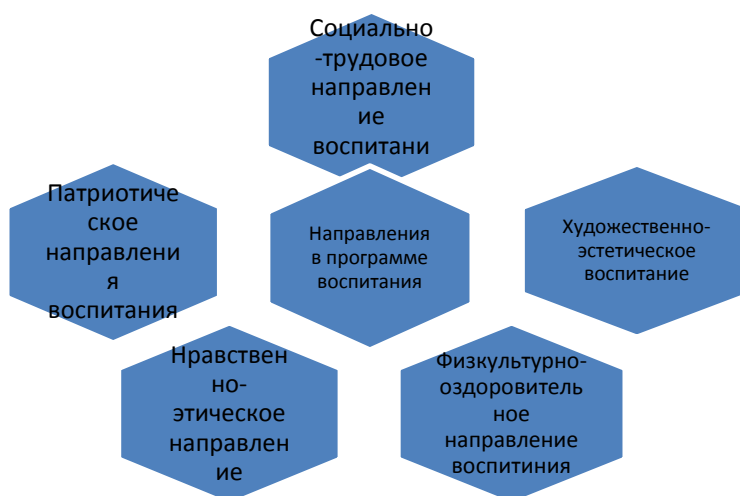 Социально
-трудовое
направлен
ие
воспитани
Патриотиче
ское
направлени
я
воспитания
Направления
в программе
воспитания
Художественно-
эстетическое
воспитание
Нравствен
но-
этическое
направлен
ие
Физкультурно-
оздоровитель
ное
направление
воспитиния